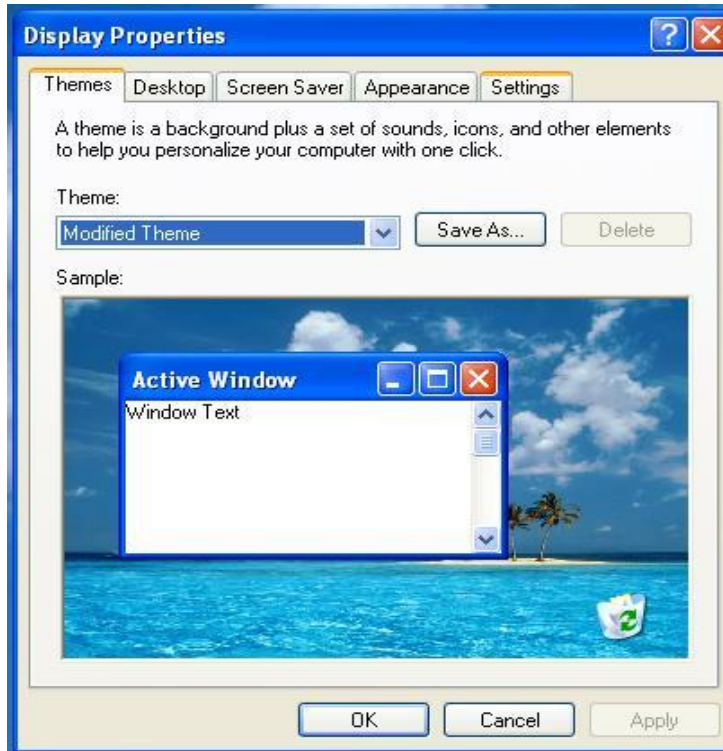 Display Properties
Themes Desktop Screen Saver Appearance Settings
A theme is a background plus a set of sounds, icons, and other elements
to help you personalize your computer with one click.
Theme:
Modified Theme Save As... Delete
Sample:
Active Window
Window Text
OK Cancel Apply